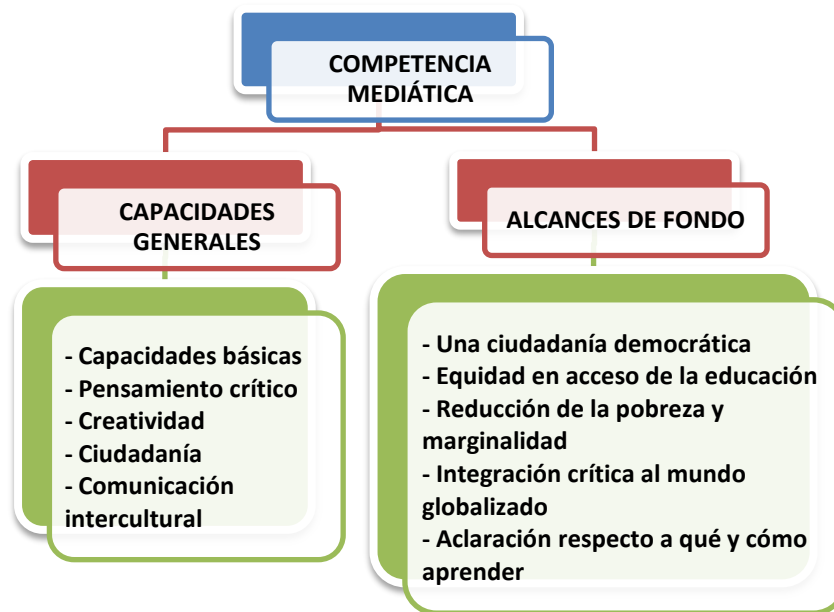 COMPETENCIA
MEDIÁTICA
CAPACIDADES
GENERALES
ALCANCES DE FONDO
- Capacidades básicas
- Pensamiento crítico
- Creatividad
- Ciudadanía
- Comunicación
intercultural
- Una ciudadanía democrática
- Equidad en acceso de la educación
- Reducción de la pobreza y
marginalidad
- Integración crítica al mundo
globalizado
- Aclaración respecto a qué y cómo
aprender